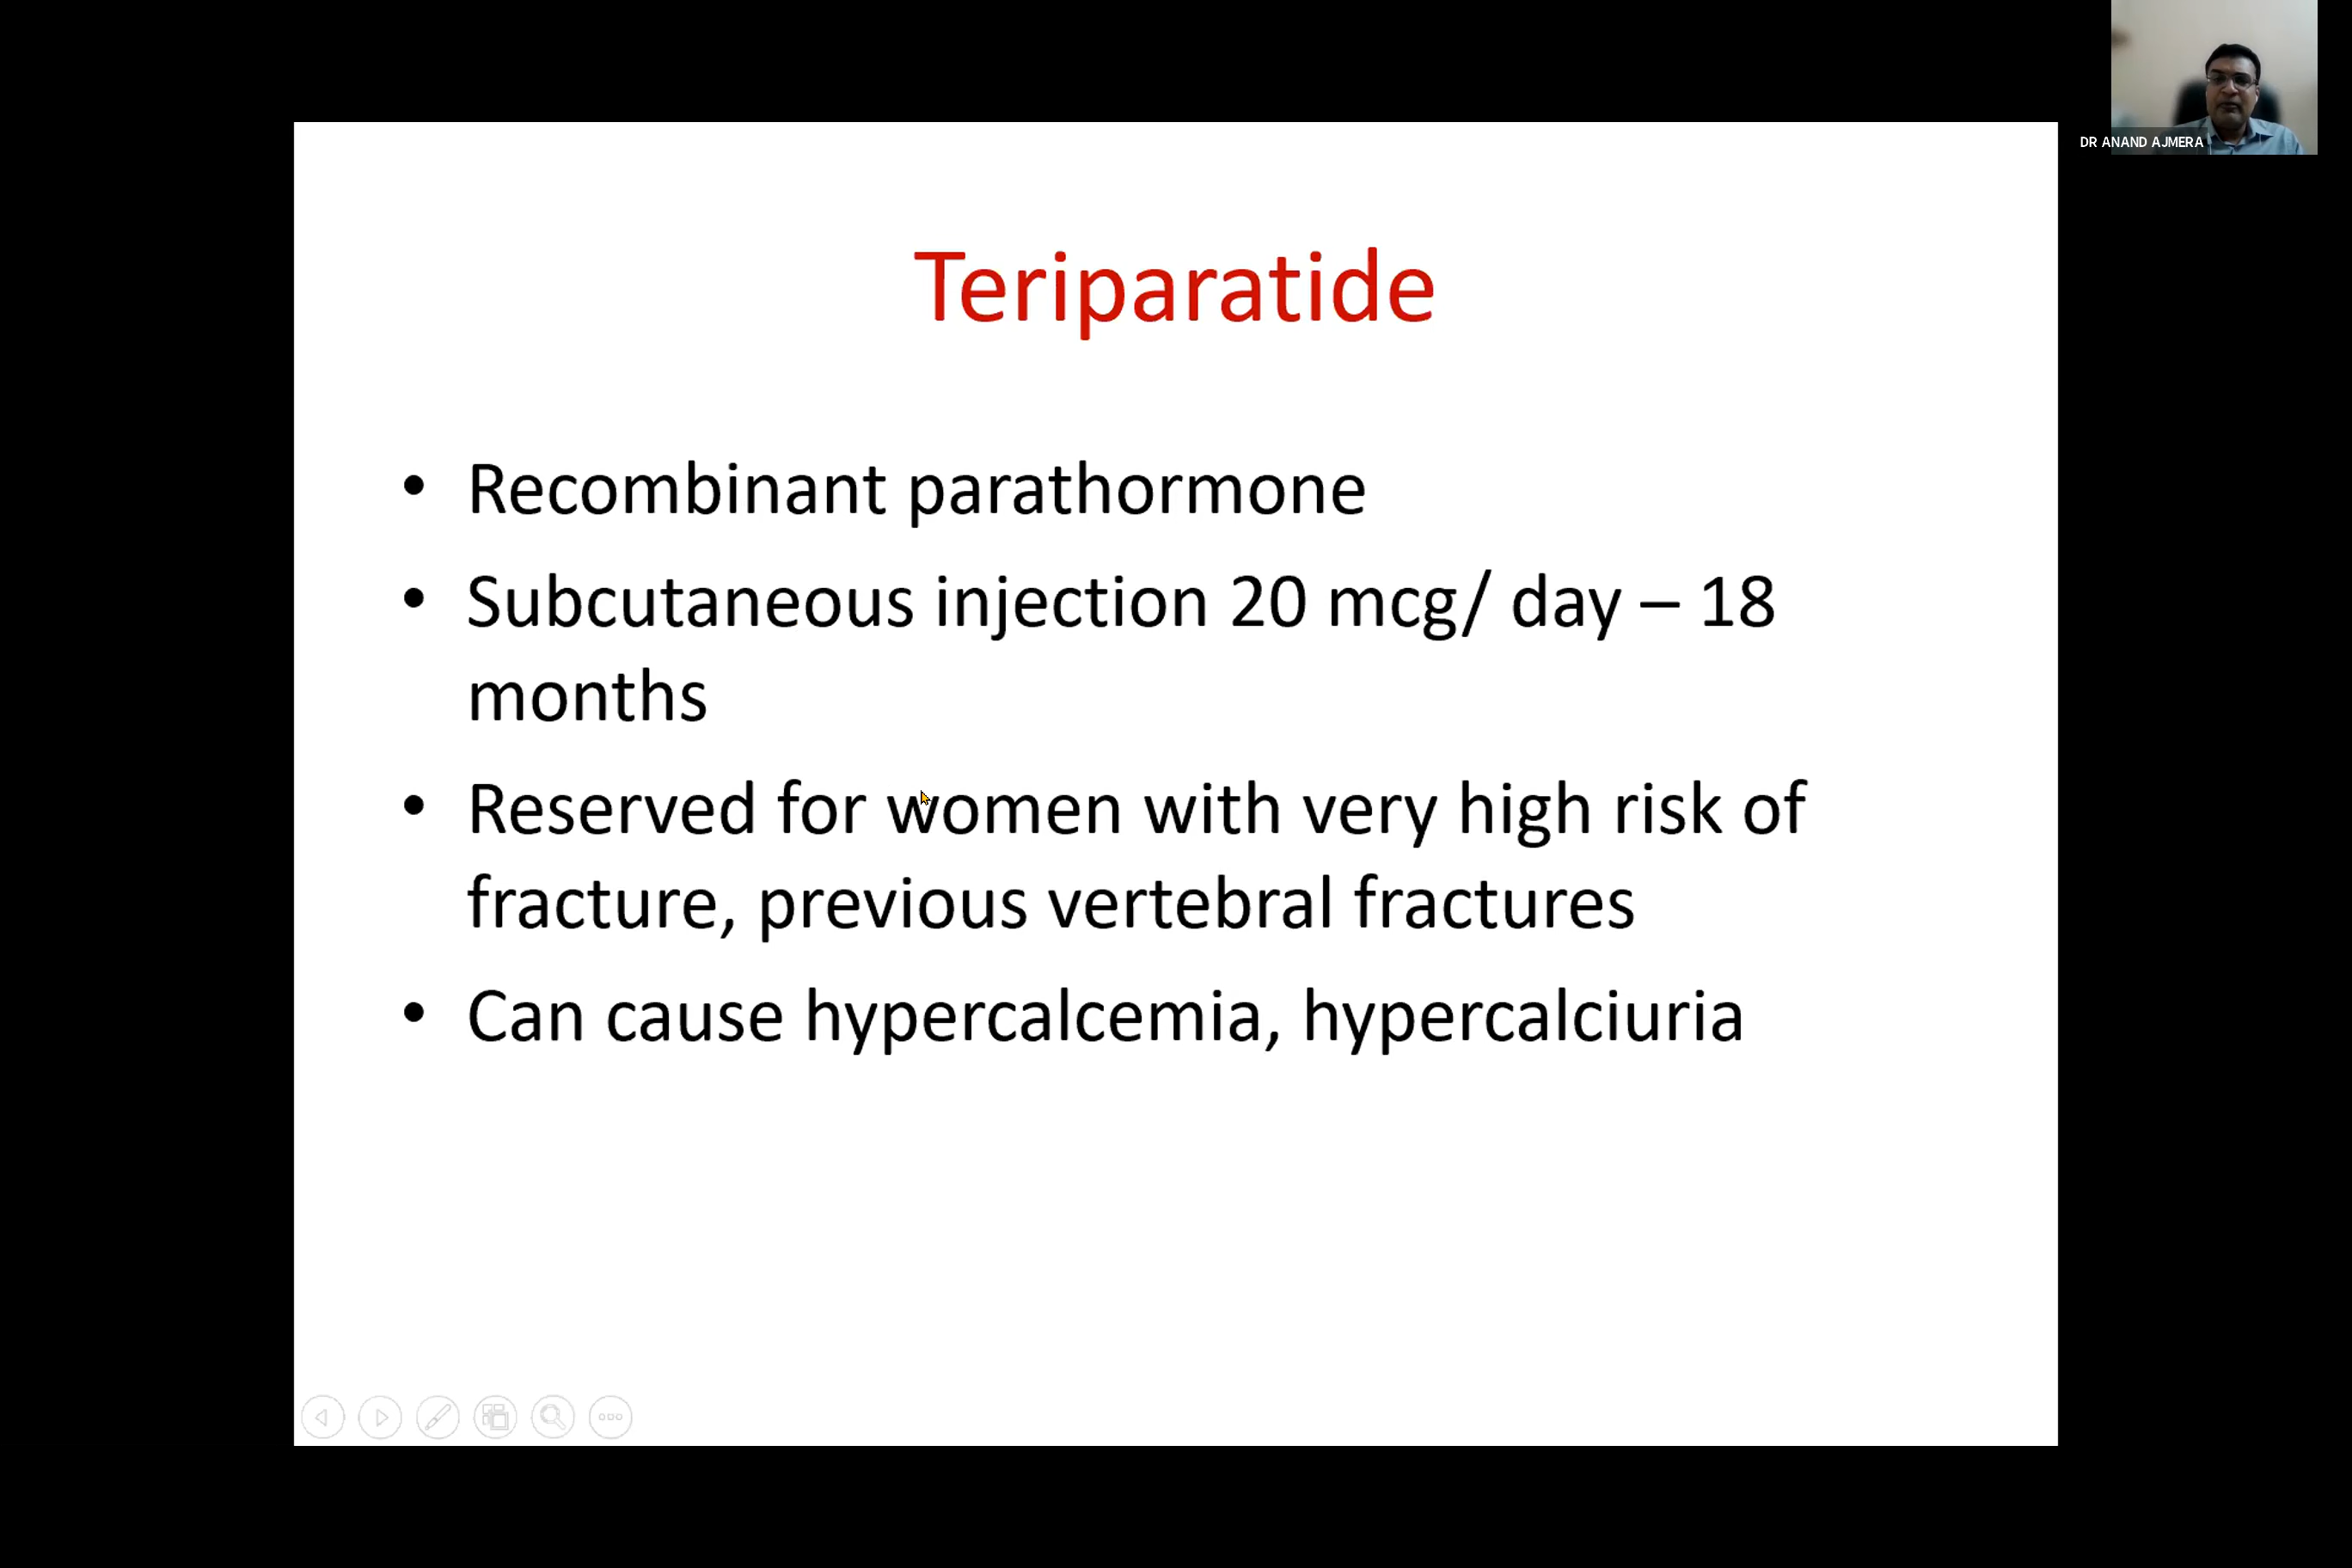 DR ANAND AJMERA
Teriparatide
• Recombinant parathormone
• Subcutaneous injection 20 mcg/ day – 18
months
• Reserved for women with very high risk of
fracture, previous vertebral fractures
• Can cause hypercalcemia, hypercalciuria